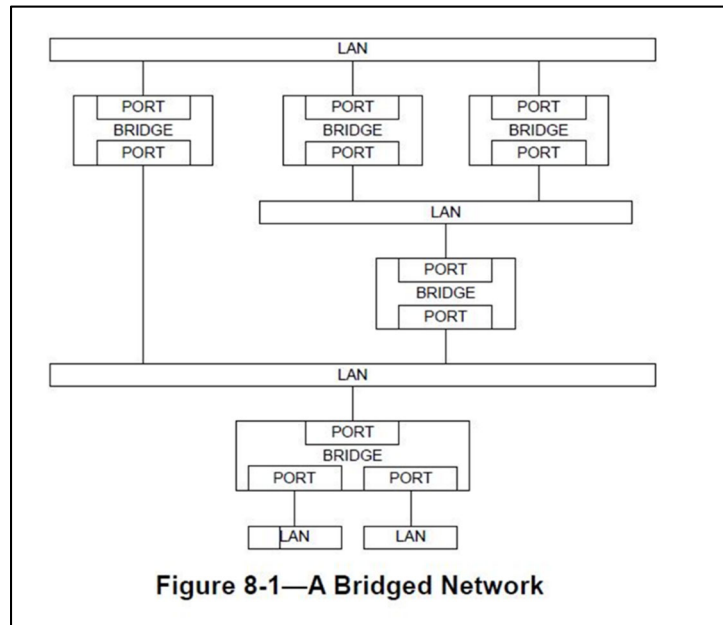 LAN
PORT PORT PORT
BRIDGE BRIDGE BRIDGE
PORT PORT PORT
LAN
PORT
BRIDGE
PORT
LAN
PORT
BRIDGE
PORT PORT
LAN LAN
Figure 8-1—A Bridged Network